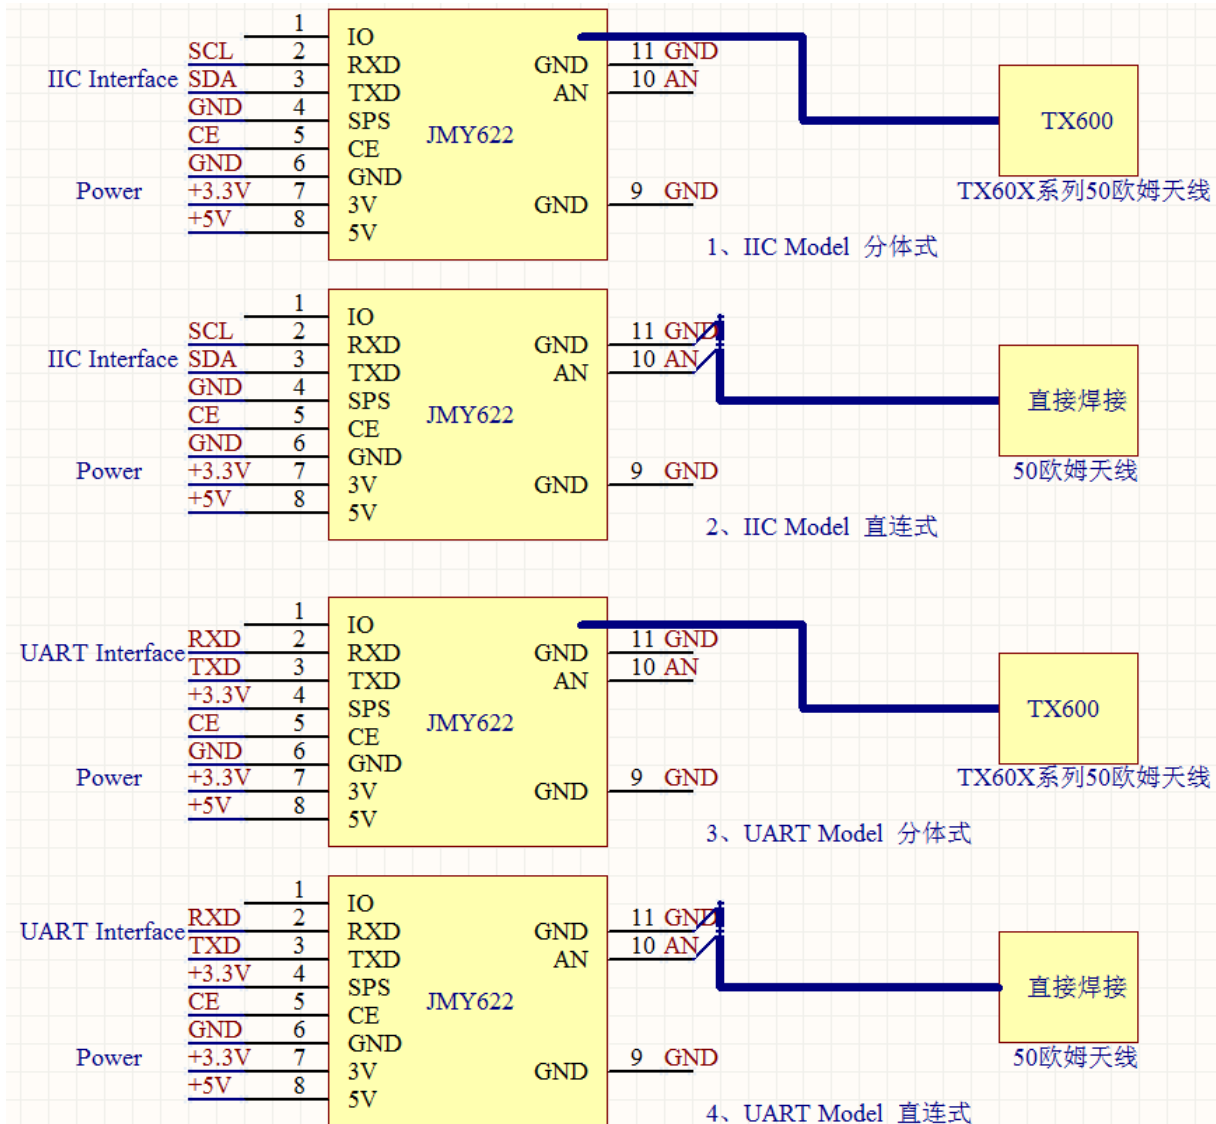 1
IO
SCL 2 RXD GND 11 GND
IIC Interface SDA 3 TXD AN 10 AN
GND 4 SPS TX600
CE 5 CE JMY622
GND 6 GND
Power +3.3V 7 3V GND 9 GND TX60X系列50欧姆天线
+5V 8 5V
1、IIC Model 分体式
1
IO
SCL 2 RXD GND 11 GND
IIC Interface SDA 3 TXD AN 10 AN
GND 4 SPS 直接焊接
CE 5 CE JMY622
GND 6 GND
Power +3.3V 7 3V GND 9 GND 50欧姆天线
+5V 8 5V
2、IIC Model 直连式
1
IO
RXD 2 RXD GND 11 GND
UART Interface TXD 3 TXD AN 10 AN
+3.3V 4 SPS TX600
CE 5 CE JMY622
GND 6 GND
Power +3.3V 7 3V GND 9 GND TX60X系列50欧姆天线
+5V 8 5V
3、UART Model 分体式
1
IO
RXD 2 RXD GND 11 GND
UART Interface TXD 3 TXD AN 10 AN
+3.3V 4 SPS 直接焊接
CE 5 CE JMY622
GND 6 GND
Power +3.3V 7 3V GND 9 GND 50欧姆天线
+5V 8 5V
4、UART Model 直连式